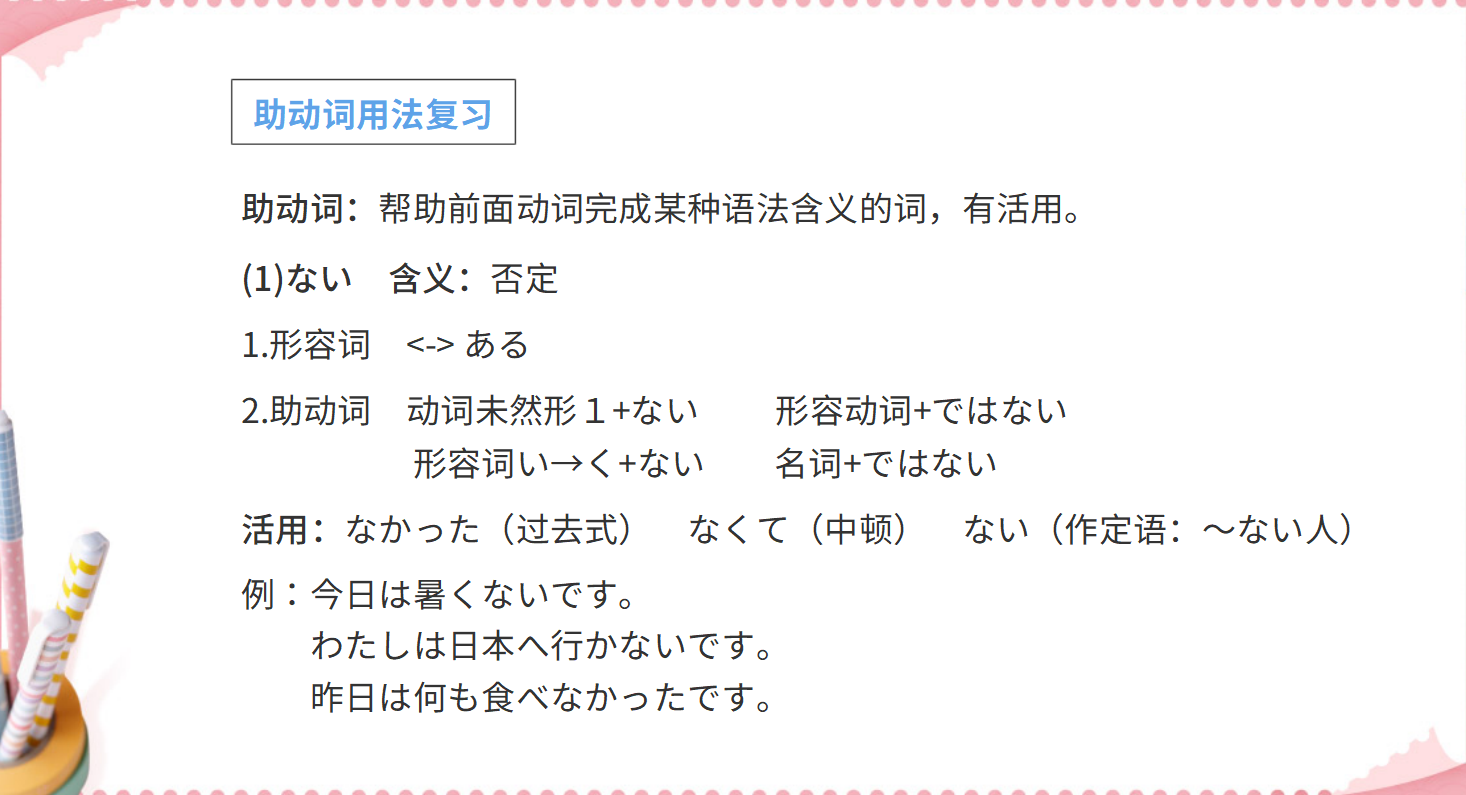 助动词用法复习
助动词：帮助前面动词完成某种语法含义的词，有活用。
(1)ない　含义：否定
1.形容词　<-> ある
2.助动词　动词未然形１+ない　　形容动词+ではない
形容词い→く+ない　　名词+ではない
活用：なかった（过去式）　なくて（中顿）　ない（作定语：～ない人）
例：今日は暑くないです。
わたしは日本へ行かないです。
昨日は何も食べなかったです。